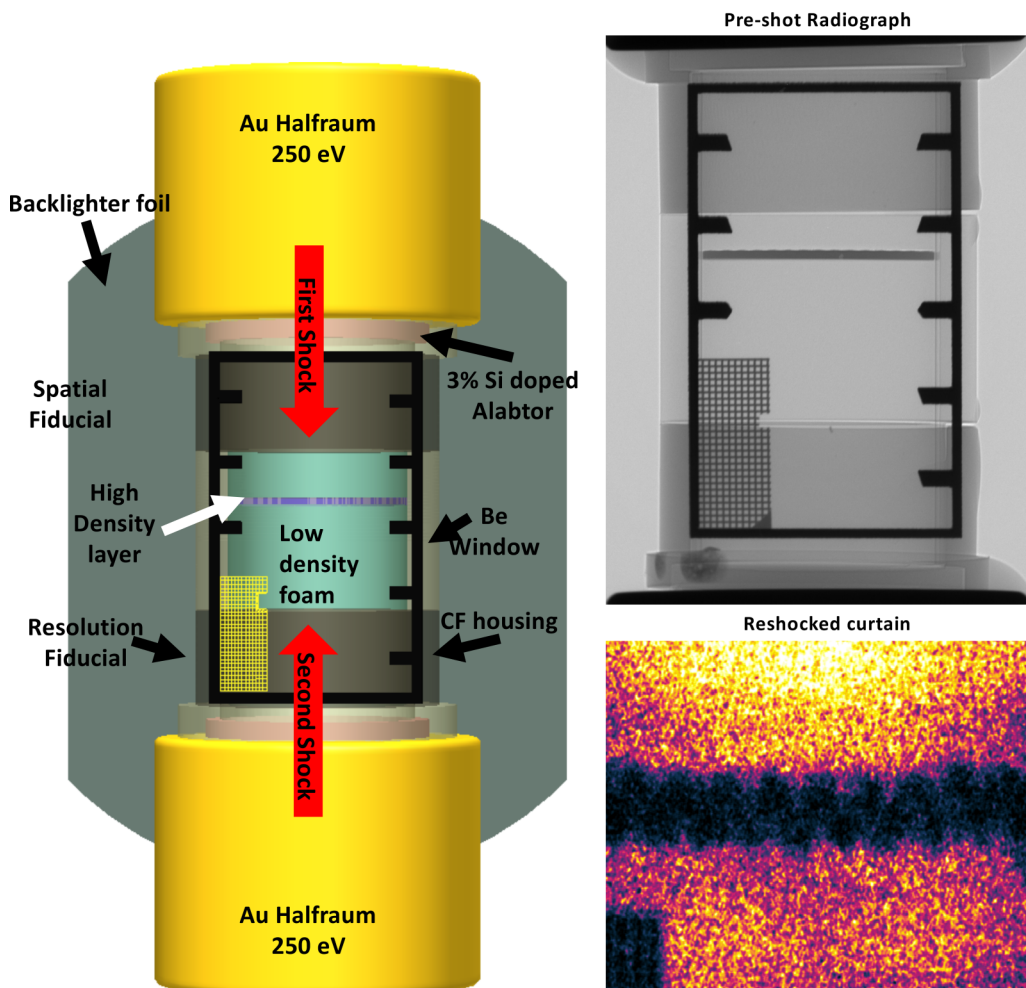 Pre-shot Radiograph
Au Halfraum
250 eV
Backlighter foil
First Shock
Spatial
Fiducial
3% Si doped
Alabtor
High
Density
layer
Low
density
foam
Be
Window
Resolution
Fiducial
CF housing
Second Shock
Reshocked curtain
Au Halfraum
250 eV